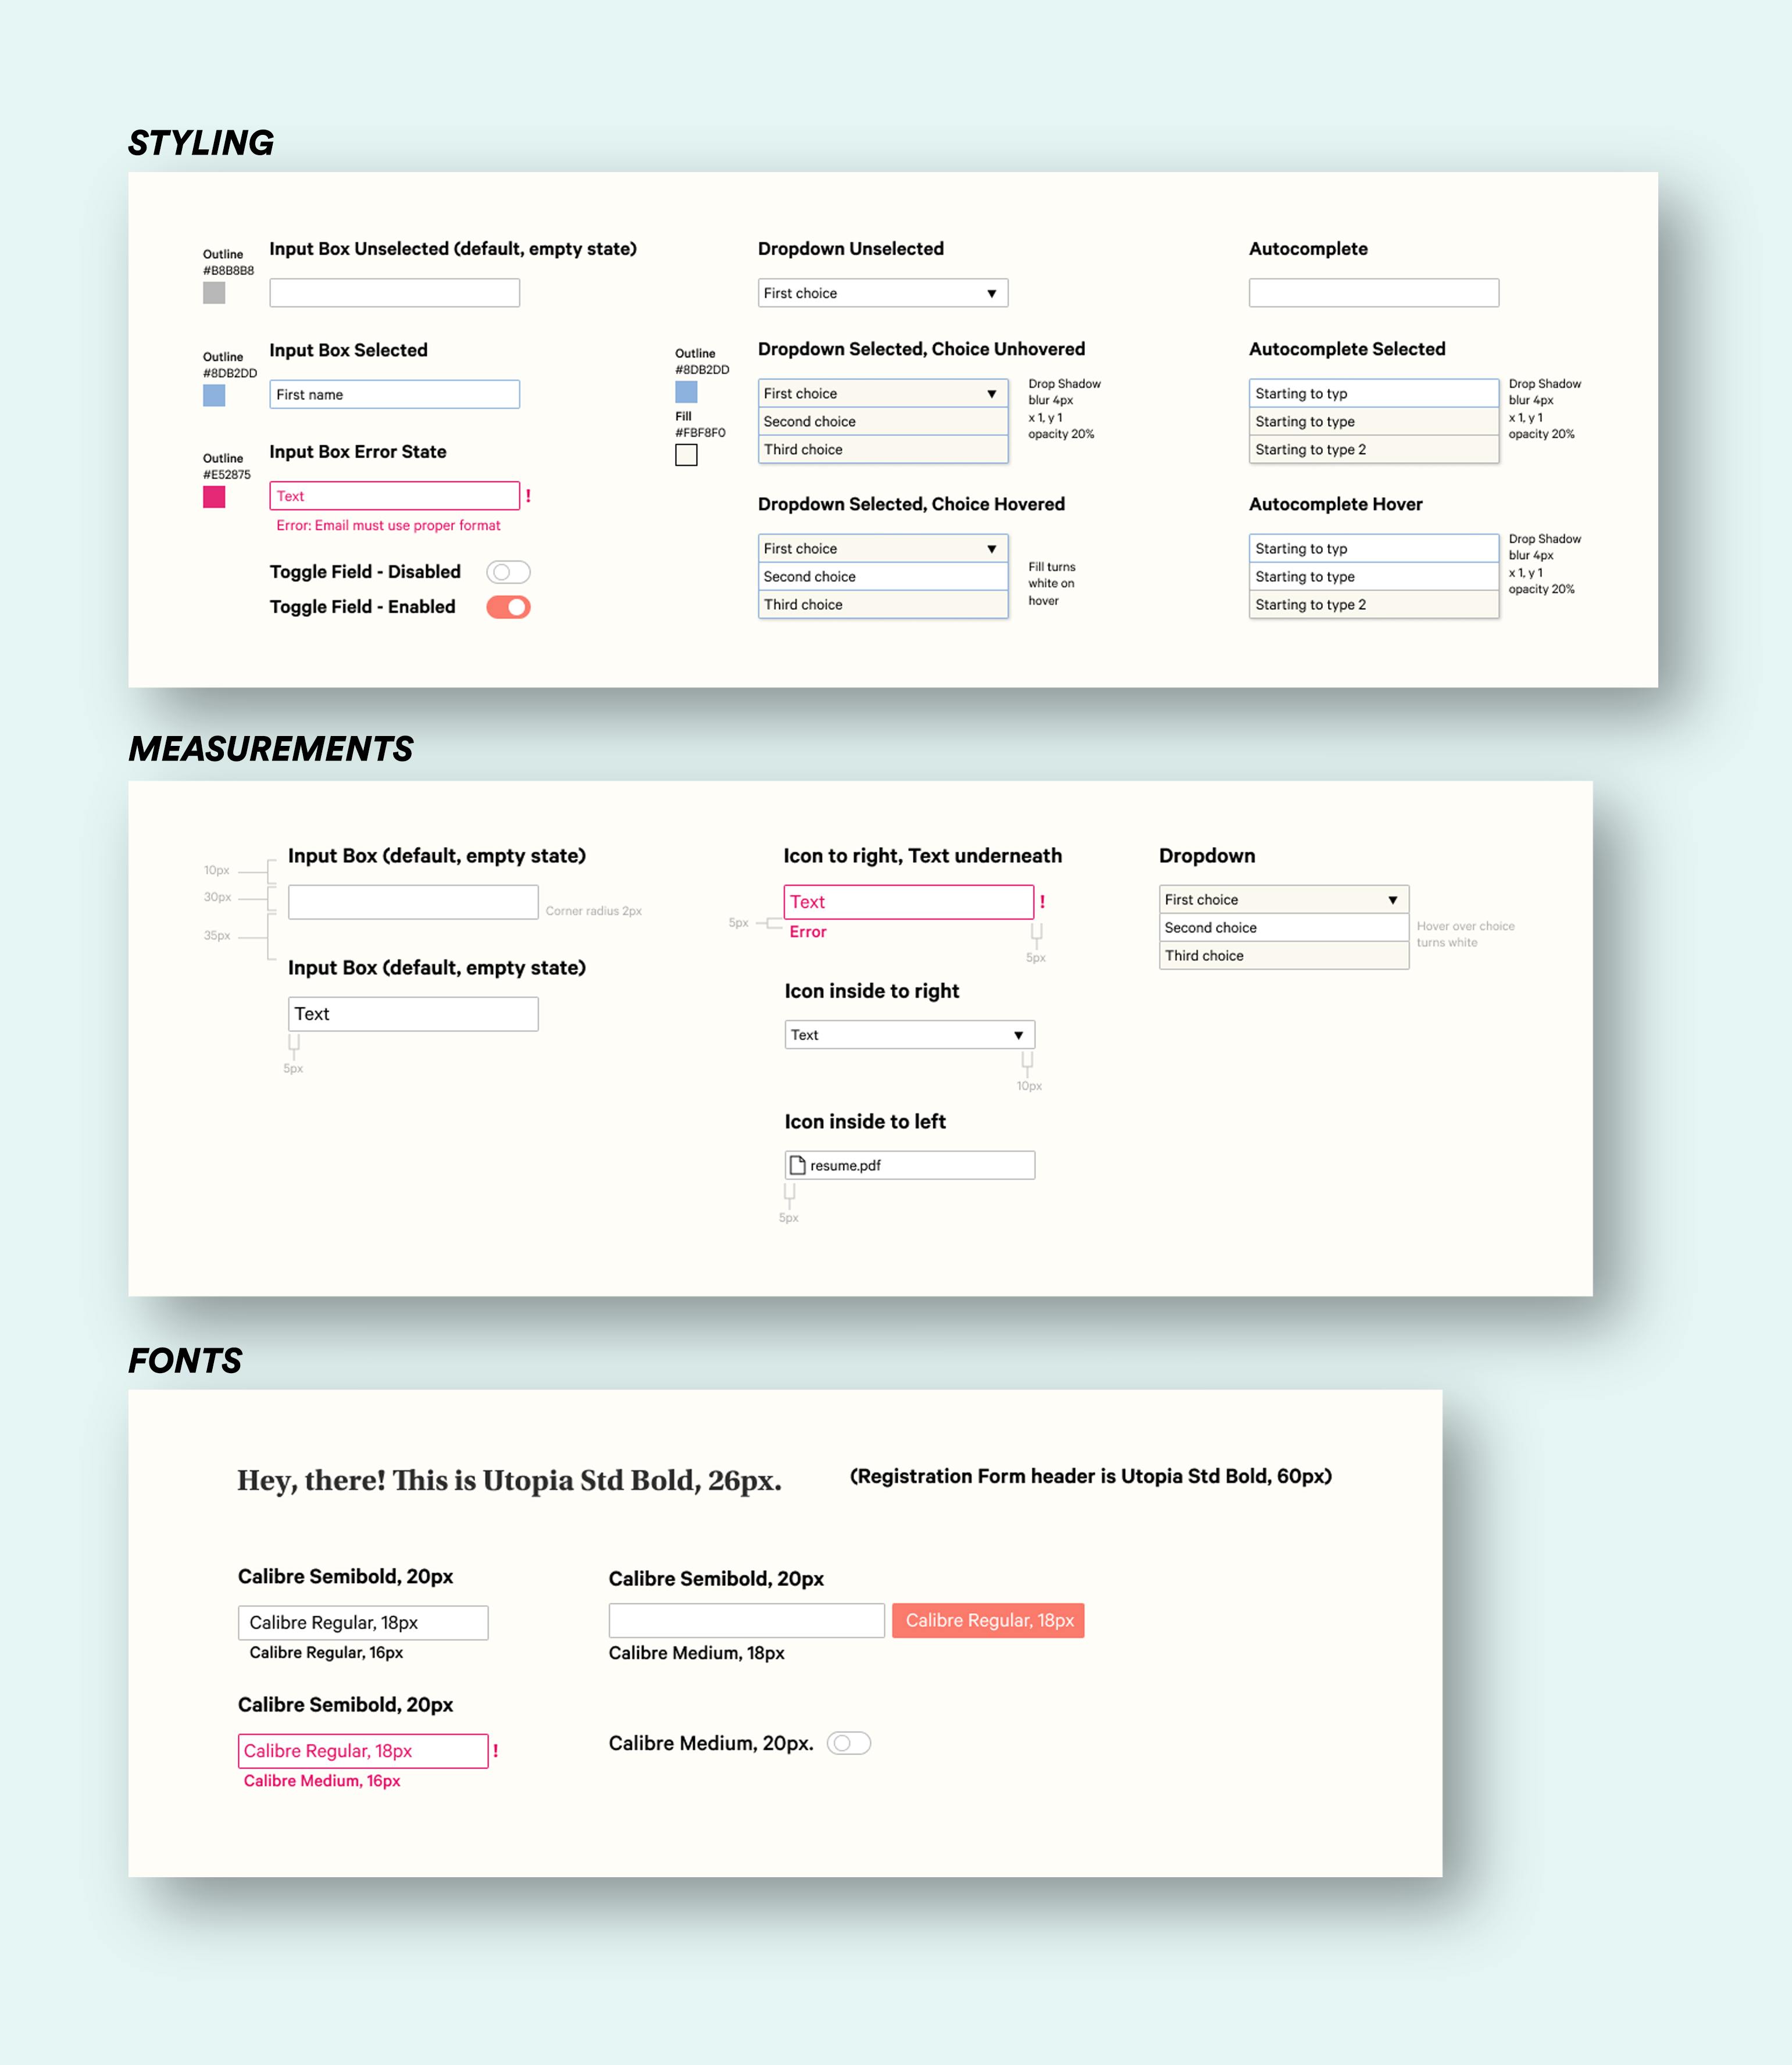 STYLING
Outline
#B8B8B8
Input Box Unselected (default, empty state)
Outline
#8DB2DD
Input Box Selected
First name
Outline
#E52875
Input Box Error State
Text
!
Error: Email must use proper format
Toggle Field - Disabled
Toggle Field - Enabled
Dropdown Unselected
First choice
Outline
#8DB2DD
Fill
#FBF8F0
Dropdown Selected, Choice Unhovered
First choice
Second choice
Third choice
Drop Shadow
blur 4px
x 1, y 1
opacity 20%
Dropdown Selected, Choice Hovered
First choice
Second choice
Third choice
Fill turns
white on
hover
Autocomplete
Autocomplete Selected
Starting to typ
Starting to type
Starting to type 2
Drop Shadow
blur 4px
x 1, y 1
opacity 20%
Autocomplete Hover
Starting to typ
Starting to type
Starting to type 2
Drop Shadow
blur 4px
x 1, y 1
opacity 20%
MEASUREMENTS
Input Box (default, empty state)
10px
30px
35px
Corner radius 2px
Input Box (default, empty state)
Text
5px
Icon to right, Text underneath
Text
!
5px
Error
5px
Icon inside to right
Text
10px
Icon inside to left
resume.pdf
5px
Dropdown
First choice
Second choice
Third choice
Hover over choice
turns white
FONTS
Hey, there! This is Utopia Std Bold, 26px.
(Registration Form header is Utopia Std Bold, 60px)
Calibre Semibold, 20px
Calibre Regular, 18px
Calibre Regular, 16px
Calibre Semibold, 20px
Calibre Regular, 18px
Calibre Medium, 18px
Calibre Semibold, 20px
Calibre Regular, 18px
!
Calibre Medium, 16px
Calibre Medium, 20px.